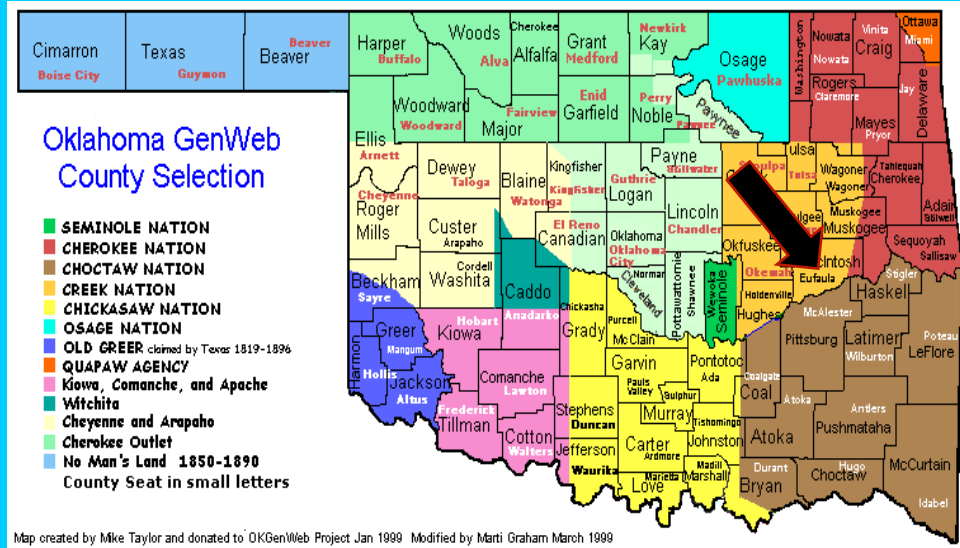 Cimarron
Boise City
Texas
Guymon
Beaver
Beaver
Harper
Buffalo
Woods
Alva
Cherokee
Alfalfa
Grant
Medford
Newkirk
Kay
Osage
Pawhuska
Washington
Nowata
Nowata
Vinita
Craig
Ottawa
Miami
Woodward
Woodward
Major
Fairview
Enid
Garfield
Perry
Noble
Pawnee
Pawnee
Rogers
Claremore
Mayes
Pryor
Jay
Delaware
Oklahoma GenWeb
County Selection
Ellis
Arnett
Cheyenne
Roger
Mills
Dewey
Taloga
Custer
Arapaho
Blaine
Watonga
Kingfisher
Kingfisher
El Reno
Canadian
Guthrie
Logan
Payne
Stillwater
Lincoln
Chandler
Oklahoma
Oklahoma
City
ulsa
Tulsa
Wagoner
Wagoner
Tahlequah
Cherokee
Adair
Stilwell
Muskogee
Muskogee
Sequoyah
Sallisaw
Okfuskee
Okemah
Eufaula
Beckham
Sayre
Cordell
Washita
Caddo
Anadarko
Cleveland
Norman
Pottawattomie
Shawnee
Wewoka
Seminole
Holdenville
Hughes
Stigler
Haskell
McAlester
Pittsburg
Latimer
Wilburton
Poteau
LeFlore
Harmon
Hollis
Greer
Mangum
Jackson
Altus
Hobart
Kiowa
Comanche
Lawton
Frederick
Tillman
Cotton
Walters
Chickasha
Grady
Purcell
McClain
Garvin
Pauls
Valley
Pontotoc
Ada
Stephens
Duncan
Jefferson
Waurika
Sulphur
Murray
Carter
Ardmore
Tishomingo
Johnston
Marietta
Love
Madill
Marshall
Coalgate
Coal
Atoka
Atoka
Antlers
Pushmataha
Durant
Bryan
Hugo
Choctaw
McCurtain
Idabel
SEMINOLE NATION
CHEROKEE NATION
CHOCTAW NATION
CREEK NATION
CHICKASAW NATION
OSAGE NATION
OLD GREER claimed by Texas 1819-1896
QUAPAW AGENCY
Kiowa, Comanche, and Apache
Witchita
Cheyenne and Arapaho
Cherokee Outlet
No Man's Land 1850-1890
County Seat in small letters
Map created by Mike Taylor and donated to OKGenWeb Project Jan 1999 Modified by Marti Graham March 1999